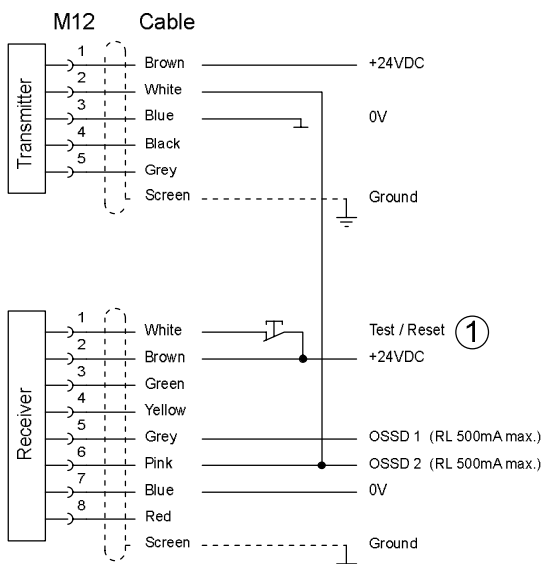 M12 Cable
Transmitter
1 Brown +24VDC
2 White
3 Blue 0V
4 Black
5 Grey
Screen Ground
Receiver
1 White Test / Reset 1
2 Brown +24VDC
3 Green
4 Yellow
5 Grey OSSD 1 (RL 500mA max.)
6 Pink OSSD 2 (RL 500mA max.)
7 Blue 0V
8 Red
Screen Ground